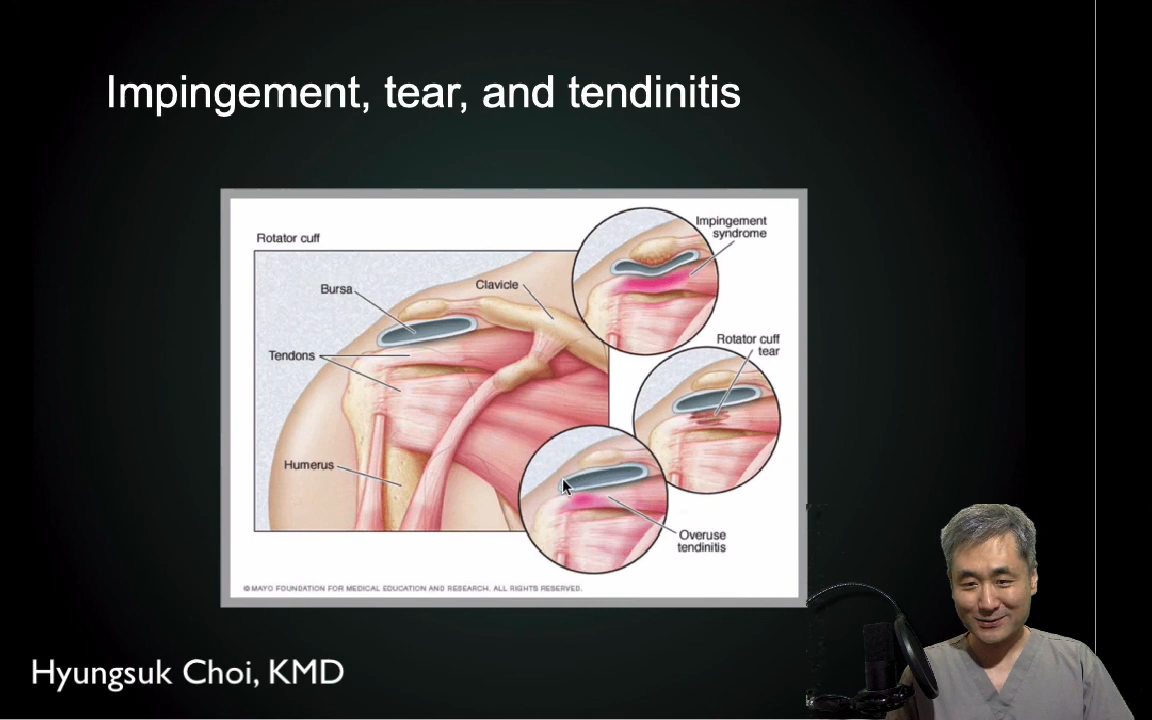 Impingement, tear, and tendinitis
Impingement
syndrome
Rotator cuff
Bursa
Clavicle
Rotator cuff
tear
Tendons
Humerus
Overuse
tendinitis
© MAYO FOUNDATION FOR MEDICAL EDUCATION AND RESEARCH. ALL RIGHTS RESERVED.
Hyungsuk Choi, KMD